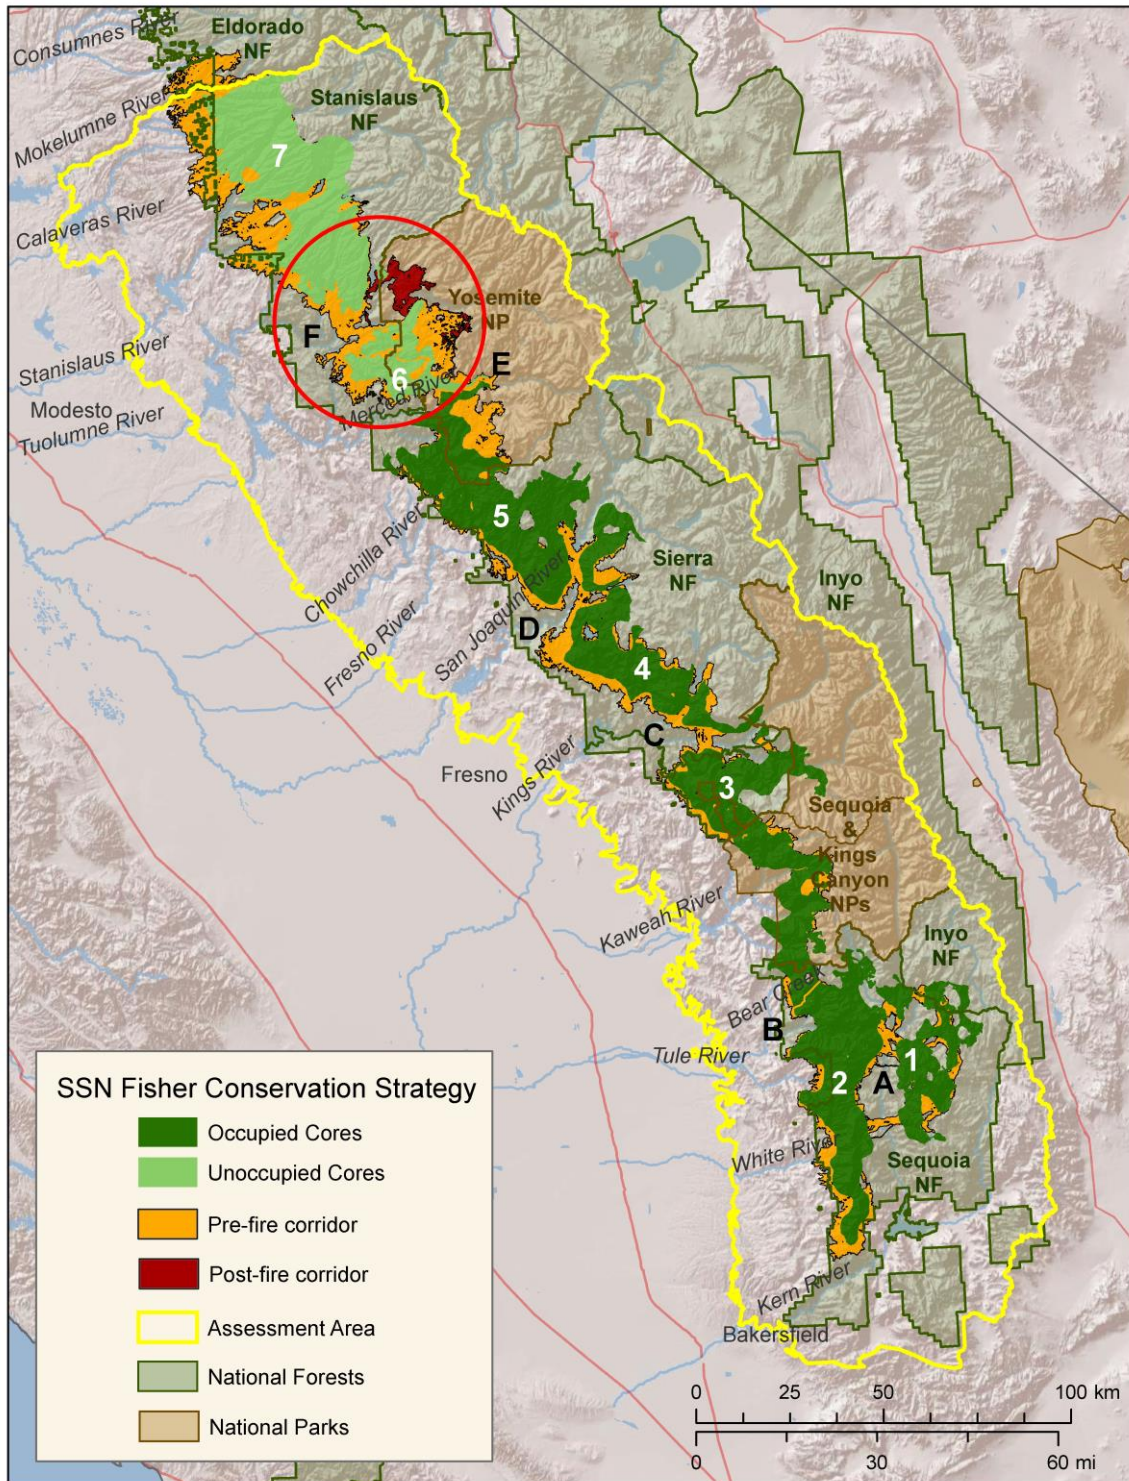 Consumnes River
Eldorado
NF
Mokelumne River
Stanislaus
NF
7
Calaveras River
Yosemite
NP
F
E
6
Merced River
Stanislaus River
Modesto
Tuolumne River
5
Chowchilla River
Sierra
NF
Inyo
NF
Fresno River
San Joaquin River
D
4
C
Fresno
Kings River
3
Sequoia
&
Kings
Canyon
NPs
Kaweah River
Inyo
NF
Bear Creek
B
Tule River
1
2
A
White River
Sequoia
NF
Kern River
Bakersfield
SSN Fisher Conservation Strategy
Occupied Cores
Unoccupied Cores
Pre-fire corridor
Post-fire corridor
Assessment Area
National Forests
National Parks
0 25 50 100 km
0 30 60 mi